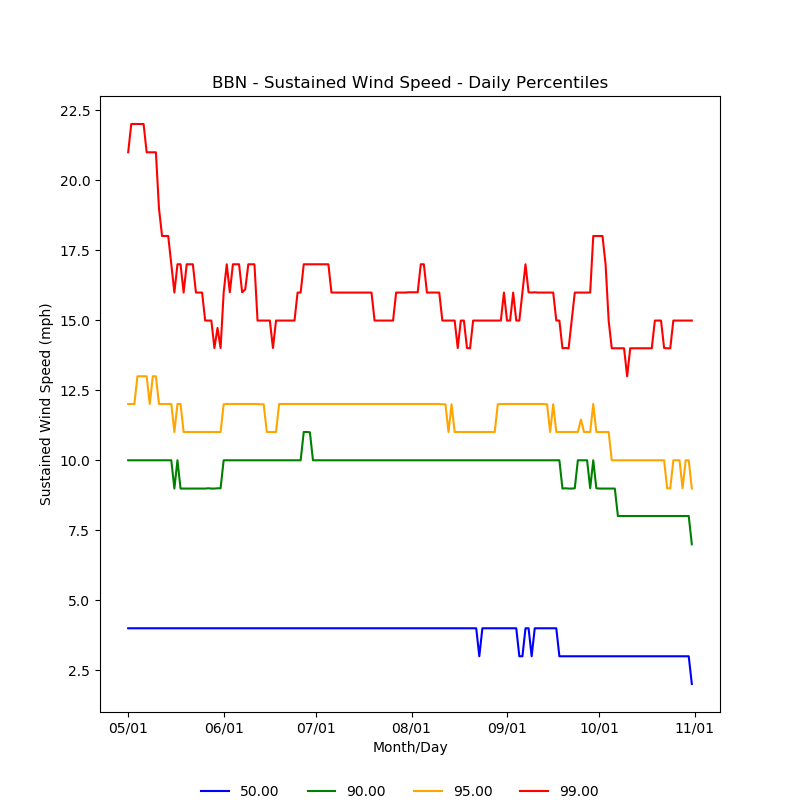 BBN - Sustained Wind Speed - Daily Percentiles
22.5
20.0
17.5
15.0
12.5
10.0
7.5
5.0
2.5
Sustained Wind Speed (mph)
05/01 06/01 07/01 08/01 09/01 10/01 11/01
Month/Day
50.00 90.00 95.00 99.00